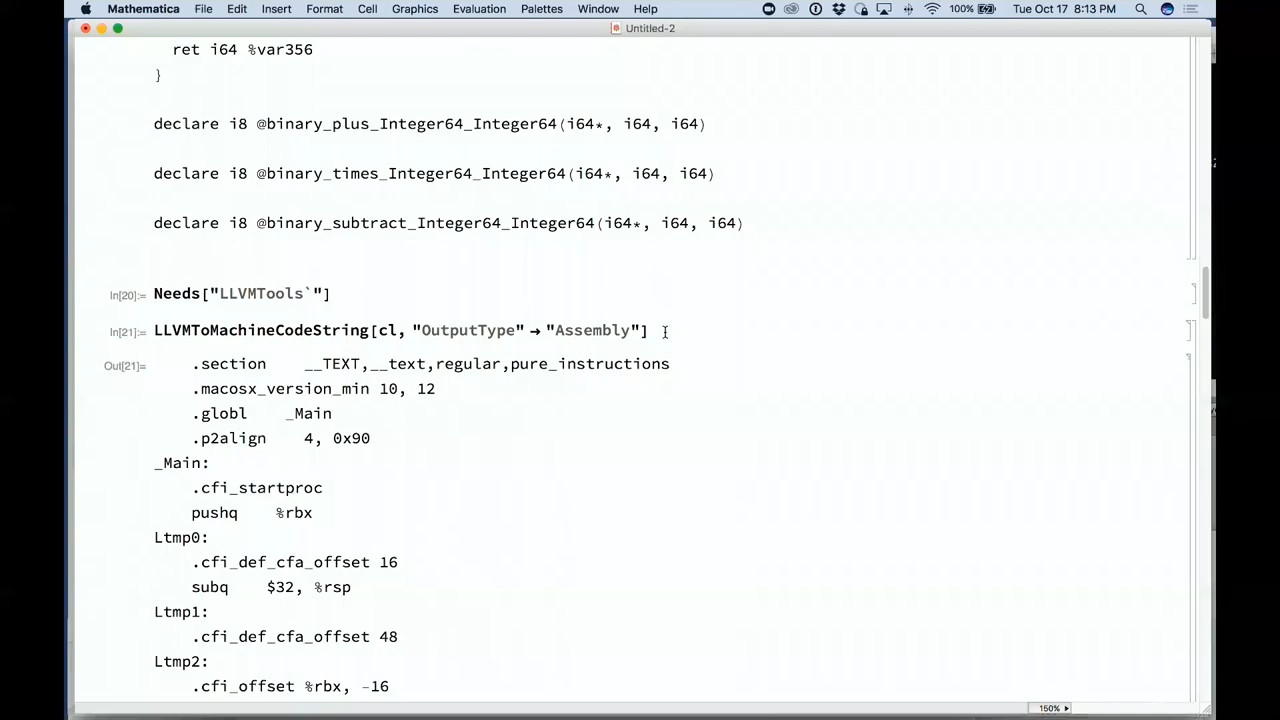 Mathematica File Edit Insert Format Cell Graphics Evaluation Palettes Window Help 100% Tue Oct 17 8:13 PM
Untitled-2
ret i64 %var356
}
declare i8 @binary_plus_Integer64_Integer64(i64*, i64, i64)
declare i8 @binary_times_Integer64_Integer64(i64*, i64, i64)
declare i8 @binary_subtract_Integer64_Integer64(i64*, i64, i64)
In[20]:= Needs["LLVMTools`"]
In[21]:= LLVMToMachineCodeString[cl, "OutputType" → "Assembly"]
Out[21]= .section __TEXT,__text,regular,pure_instructions
.macosx_version_min 10, 12
.globl _Main
.p2align 4, 0x90
_Main:
.cfi_startproc
pushq %rbx
Ltmp0:
.cfi_def_cfa_offset 16
subq $32, %rsp
Ltmp1:
.cfi_def_cfa_offset 48
Ltmp2:
.cfi_offset %rbx, -16
150%